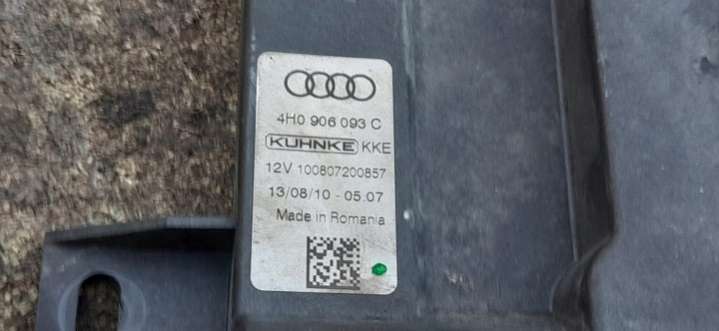 4H0 906 093 C
KUHNKE KKE
12V 100807200857
13/08/10 - 05.07
Made in Romania